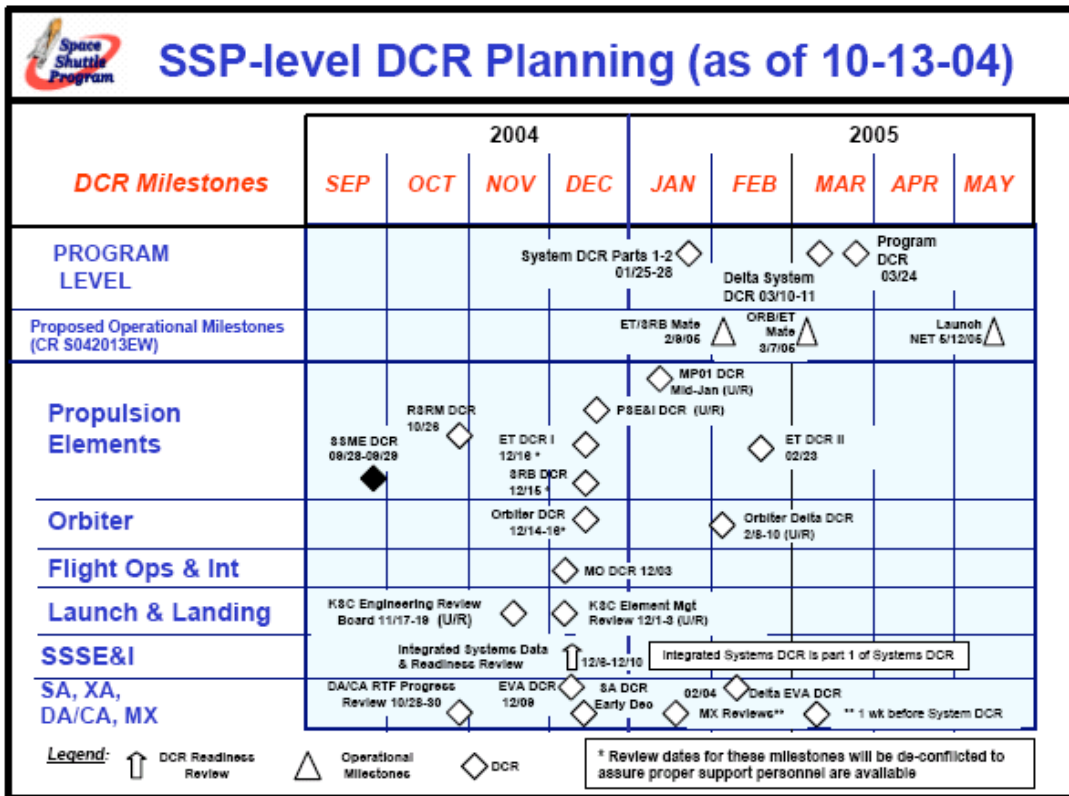 Space
Shuttle
Program
SSP-level DCR Planning (as of 10-13-04)
2004
2005
DCR Milestones
SEP
OCT
NOV
DEC
JAN
FEB
MAR
APR
MAY
PROGRAM
LEVEL
System DCR Parts 1-2
01/25-28
Delta System
DCR 03/10-11
Program
DCR
03/24
Proposed Operational Milestones
(CR S042013EW)
ET/SRB Mate
2/9/05
ORB/ET
Mate
3/7/05
Launch
NET 5/12/05
Propulsion
Elements
MP01 DCR
Mid-Jan (U/R)
RSRM DCR
10/26
PSE&I DCR (U/R)
SSME DCR
09/28-09/29
ET DCR I
12/16 *
ET DCR II
02/23
SRB DCR
12/15 *
Orbiter
Orbiter DCR
12/14-16*
Orbiter Delta DCR
2/8-10 (U/R)
Flight Ops & Int
MO DCR 12/03
Launch & Landing
KSC Engineering Review
Board 11/17-19 (U/R)
KSC Element Mgt
Review 12/1-3 (U/R)
SSSE&I
Integrated Systems Data
& Readiness Review
12/6-12/10
Integrated Systems DCR is part 1 of Systems DCR
SA, XA,
DA/CA, MX
DA/CA RTF Progress
Review 10/28-30
EVA DCR
12/09
SA DCR
Early Dec
02/04
Delta EVA DCR
MX Reviews**
** 1 wk before System DCR
Legend:
DCR Readiness
Review
Operational
Milestones
DCR
* Review dates for these milestones will be de-conflicted to
assure proper support personnel are available